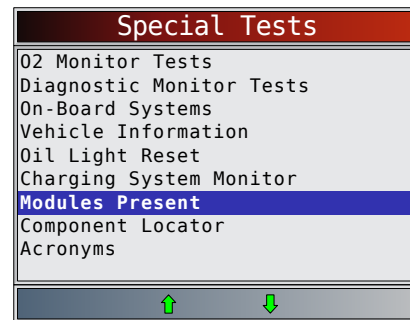 Special Tests
O2 Monitor Tests
Diagnostic Monitor Tests
On-Board Systems
Vehicle Information
Oil Light Reset
Charging System Monitor
Modules Present
Component Locator
Acronyms